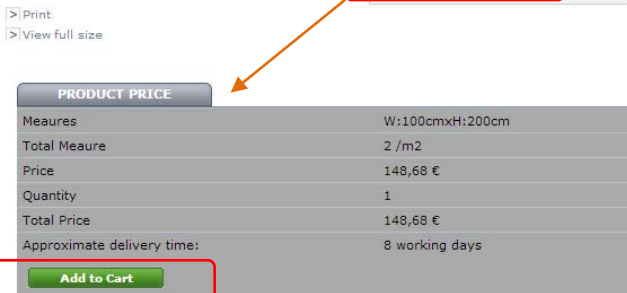 > Print
> View full size
PRODUCT PRICE
Meaures W:100cmxH:200cm
Total Meaure 2 /m2
Price 148,68 €
Quantity 1
Total Price 148,68 €
Approximate delivery time: 8 working days
Add to Cart